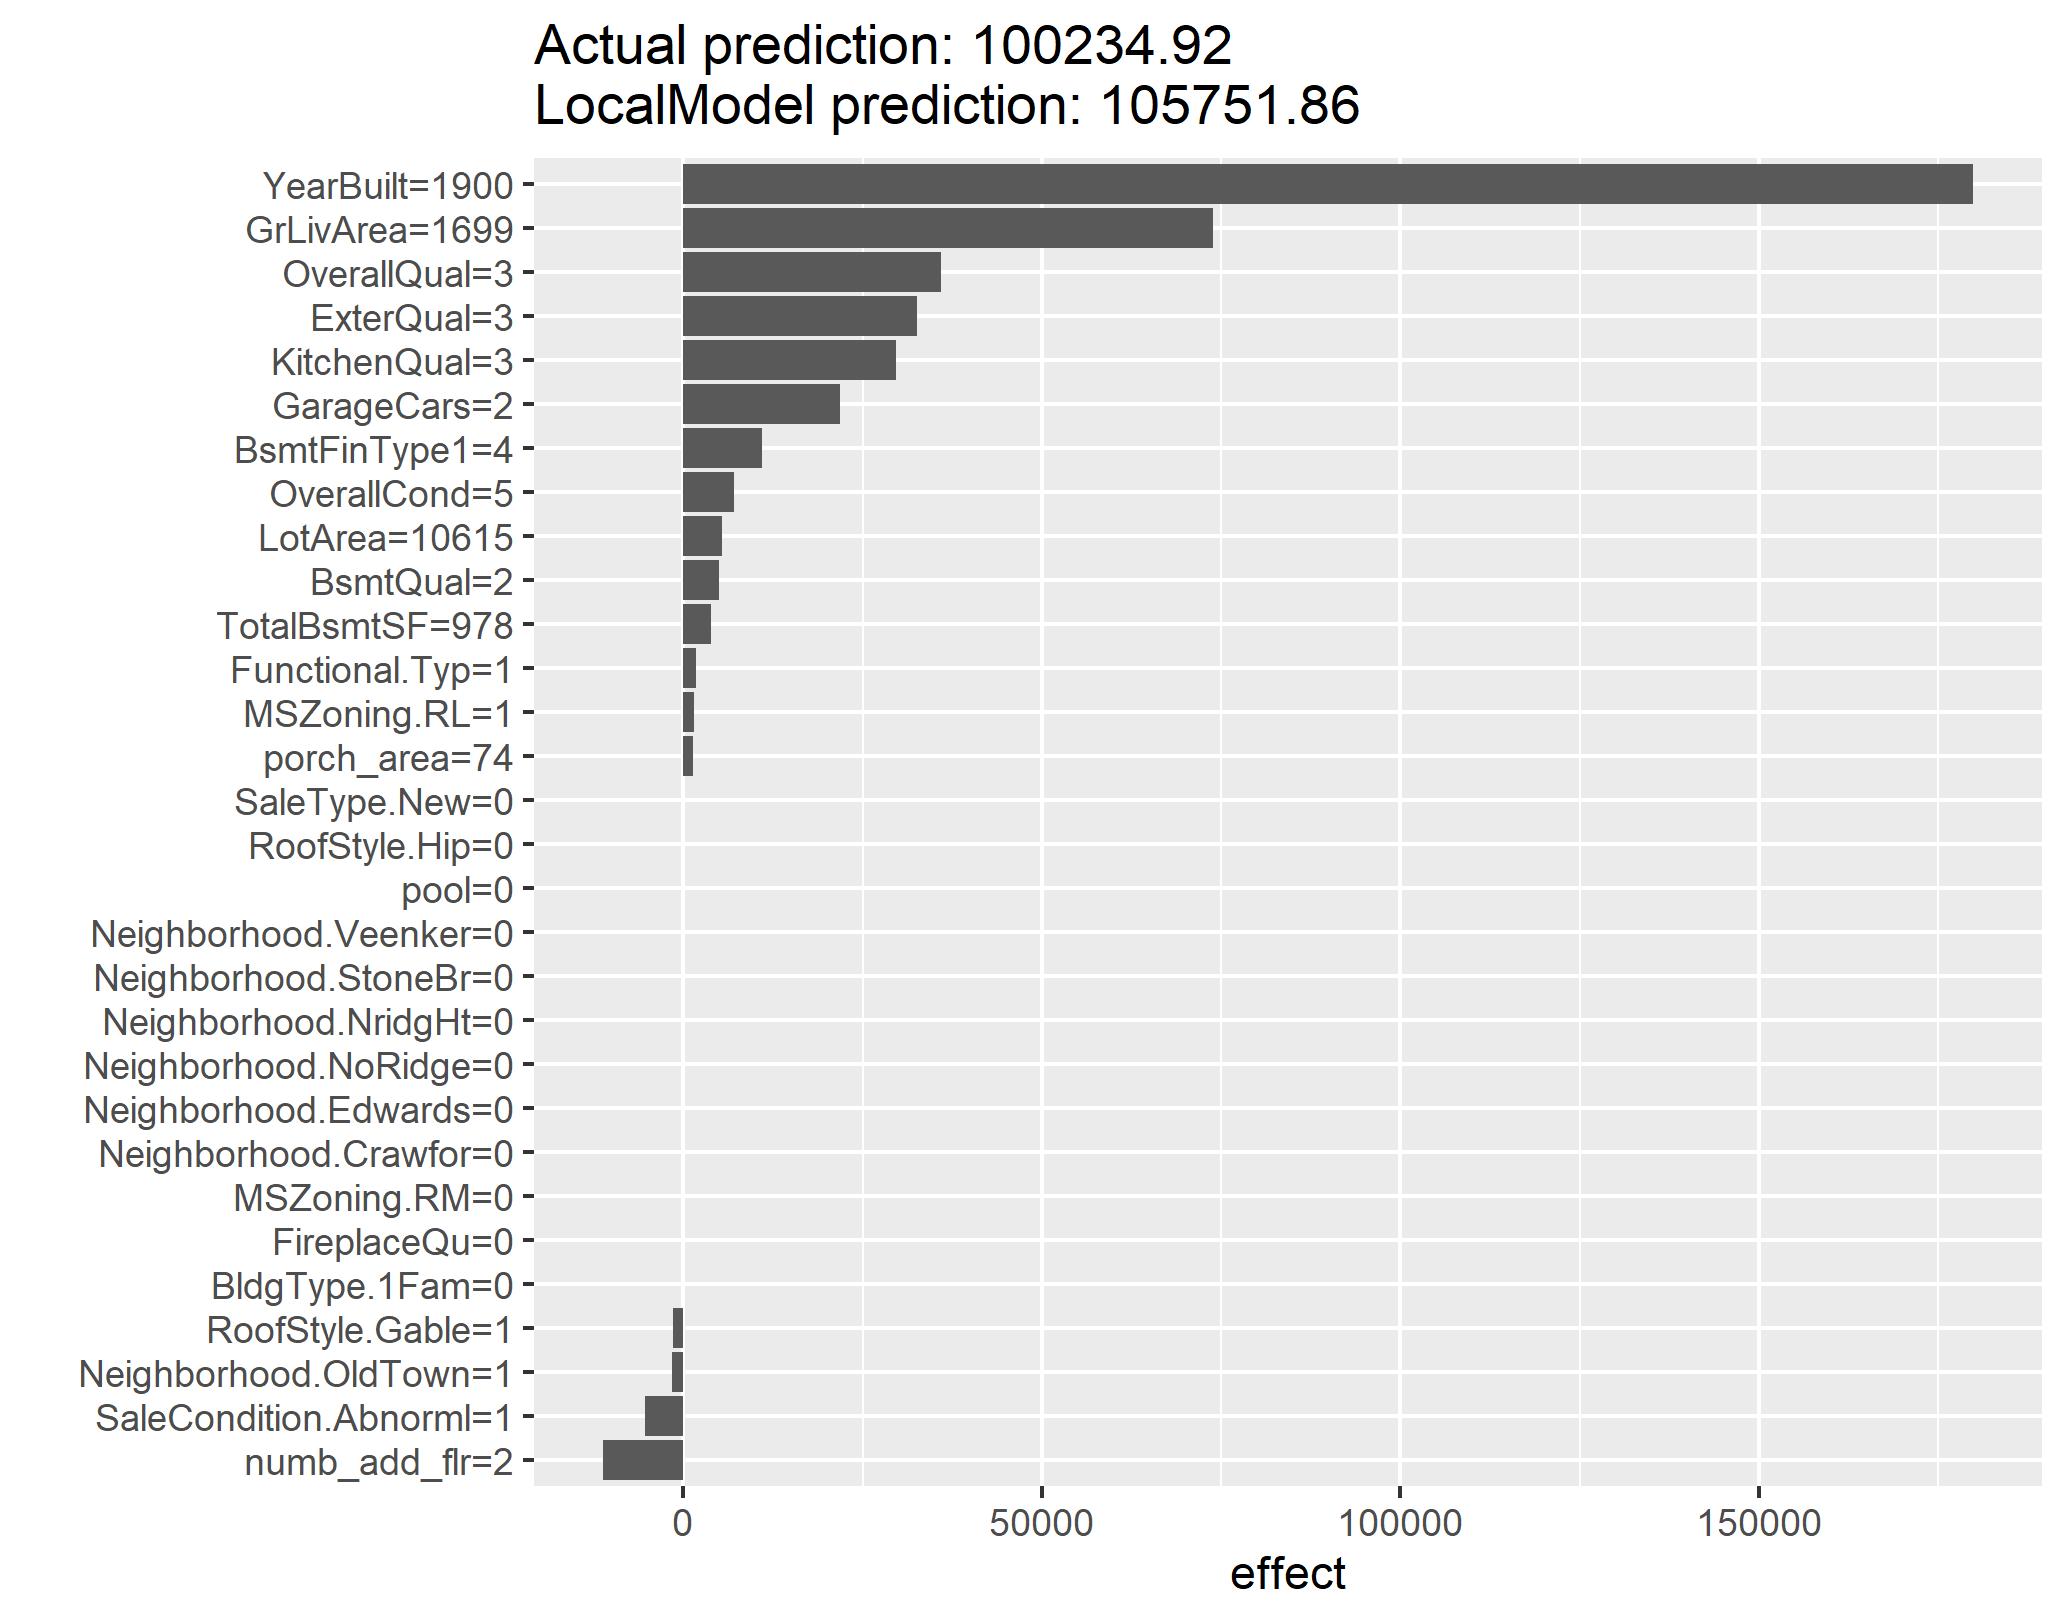 Actual prediction: 100234.92
LocalModel prediction: 105751.86
YearBuilt=1900
GrLivArea=1699
OverallQual=3
ExterQual=3
KitchenQual=3
GarageCars=2
BsmtFinType1=4
OverallCond=5
LotArea=10615
BsmtQual=2
TotalBsmtSF=978
Functional.Typ=1
MSZoning.RL=1
porch_area=74
SaleType.New=0
RoofStyle.Hip=0
pool=0
Neighborhood.Veenker=0
Neighborhood.StoneBr=0
Neighborhood.NridgHt=0
Neighborhood.NoRidge=0
Neighborhood.Edwards=0
Neighborhood.Crawfor=0
MSZoning.RM=0
FireplaceQu=0
BldgType.1Fam=0
RoofStyle.Gable=1
Neighborhood.OldTown=1
SaleCondition.Abnorml=1
numb_add_flr=2
0 50000 100000 150000
effect